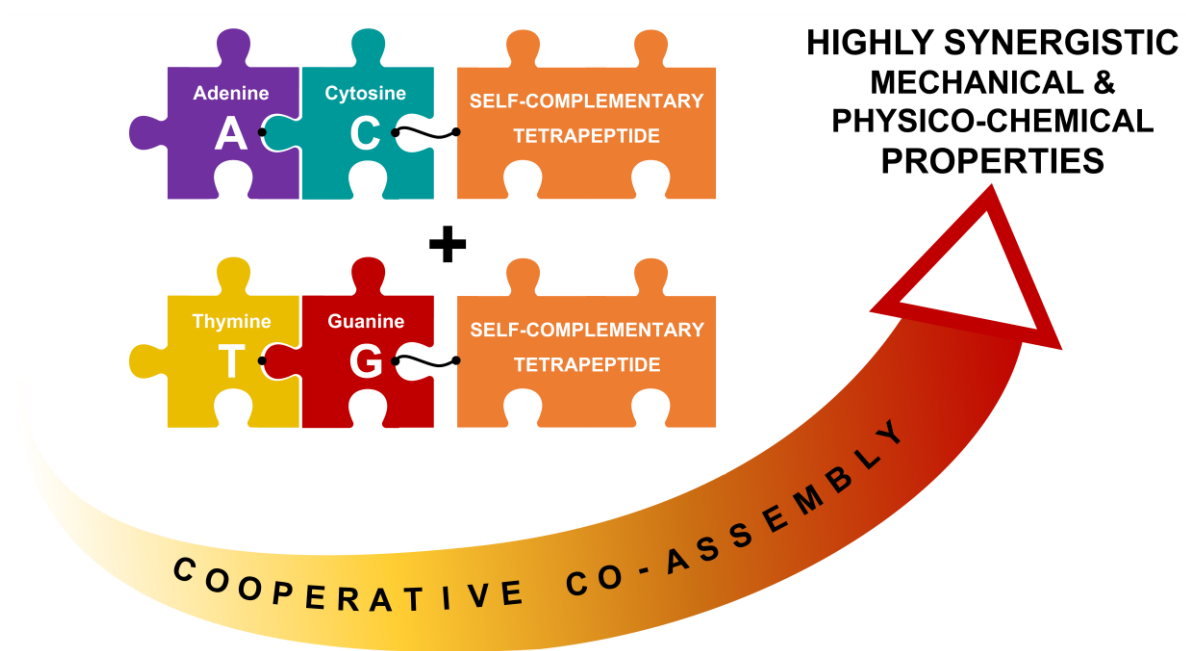 Adenine
A
Cytosine
C
SELF-COMPLEMENTARY
TETRAPEPTIDE
+
Thymine
T
Guanine
G
SELF-COMPLEMENTARY
TETRAPEPTIDE
HIGHLY SYNERGISTIC
MECHANICAL &
PHYSICO-CHEMICAL
PROPERTIES
COOPERATIVE CO-ASSEMBLY